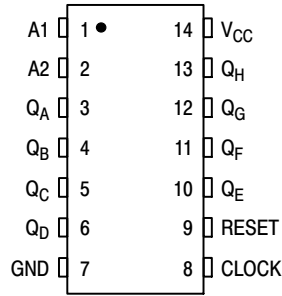 A1 1 14 VCC
A2 2 13 QH
QA 3 12 QG
QB 4 11 QF
QC 5 10 QE
QD 6 9 RESET
GND 7 8 CLOCK